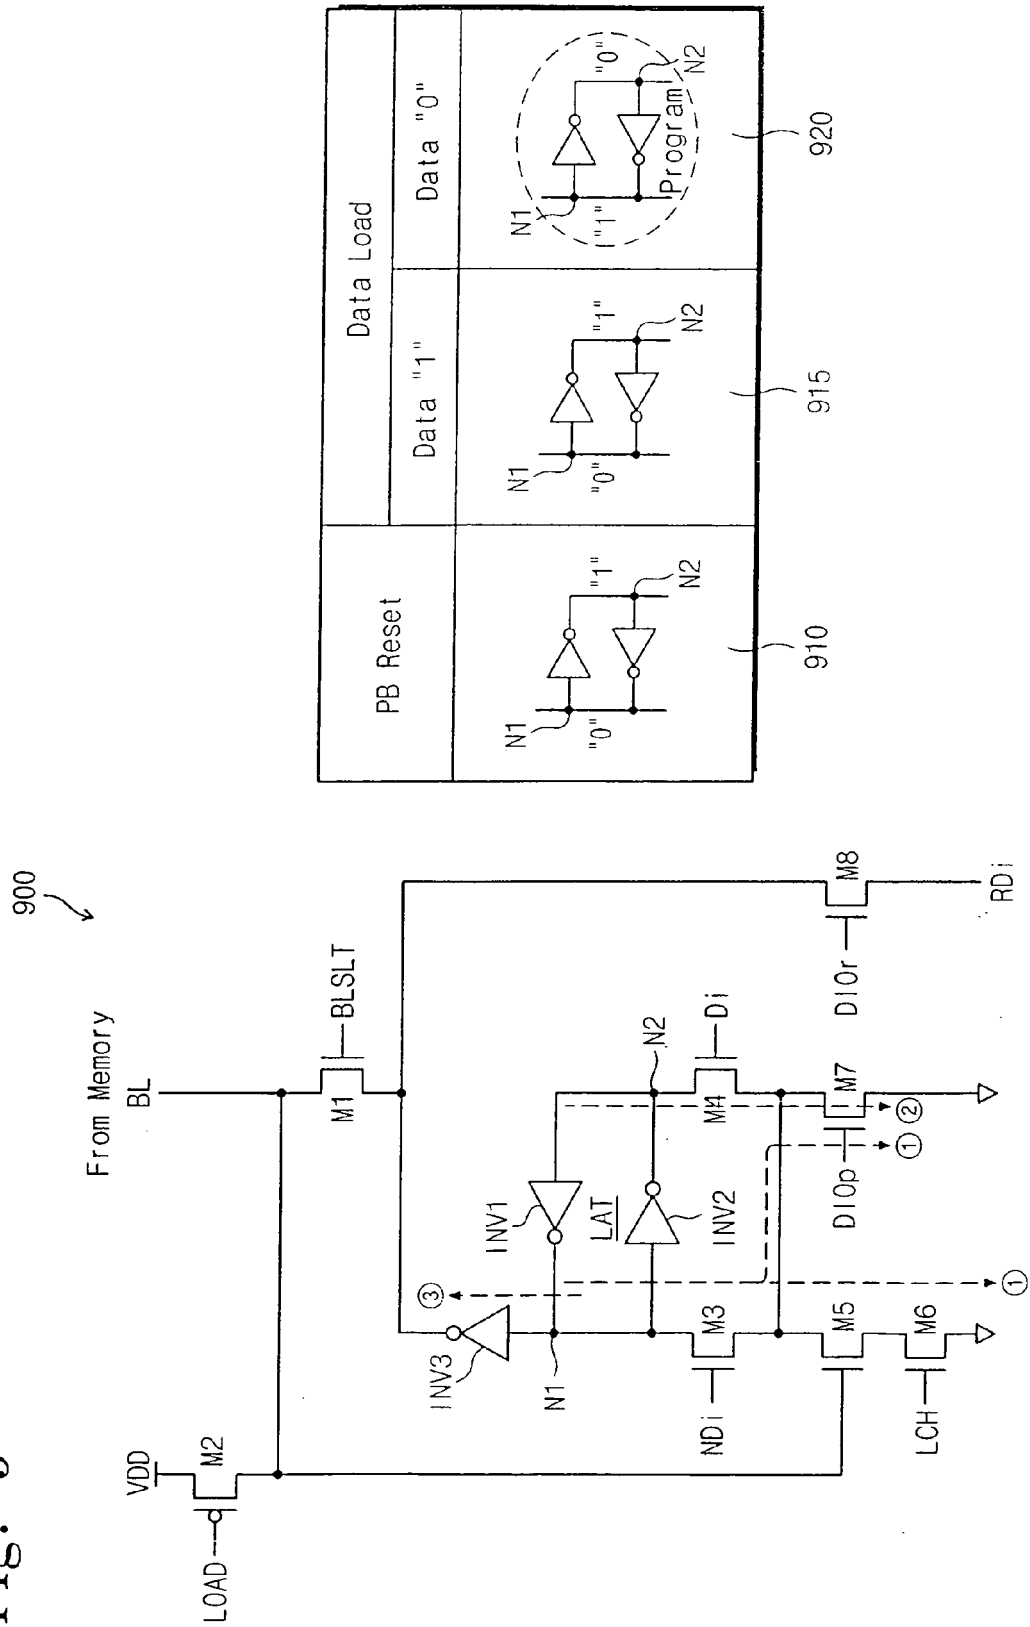 Fig. 9
900
From Memory
BL
VDD
LOAD
M2
M1
BLSLT
INV3
INV1
N1
LAT
INV2
N2
M3
NDi
M4
Di
M5
M6
LCH
M7
DIOp
M8
DIOr
RDi
①
①
②
③
PB Reset
Data Load
Data "1"
Data "0"
N1
"0"
"1"
N2
910
N1
"0"
"1"
N2
915
N1
"1"
"0"
N2
Program
920